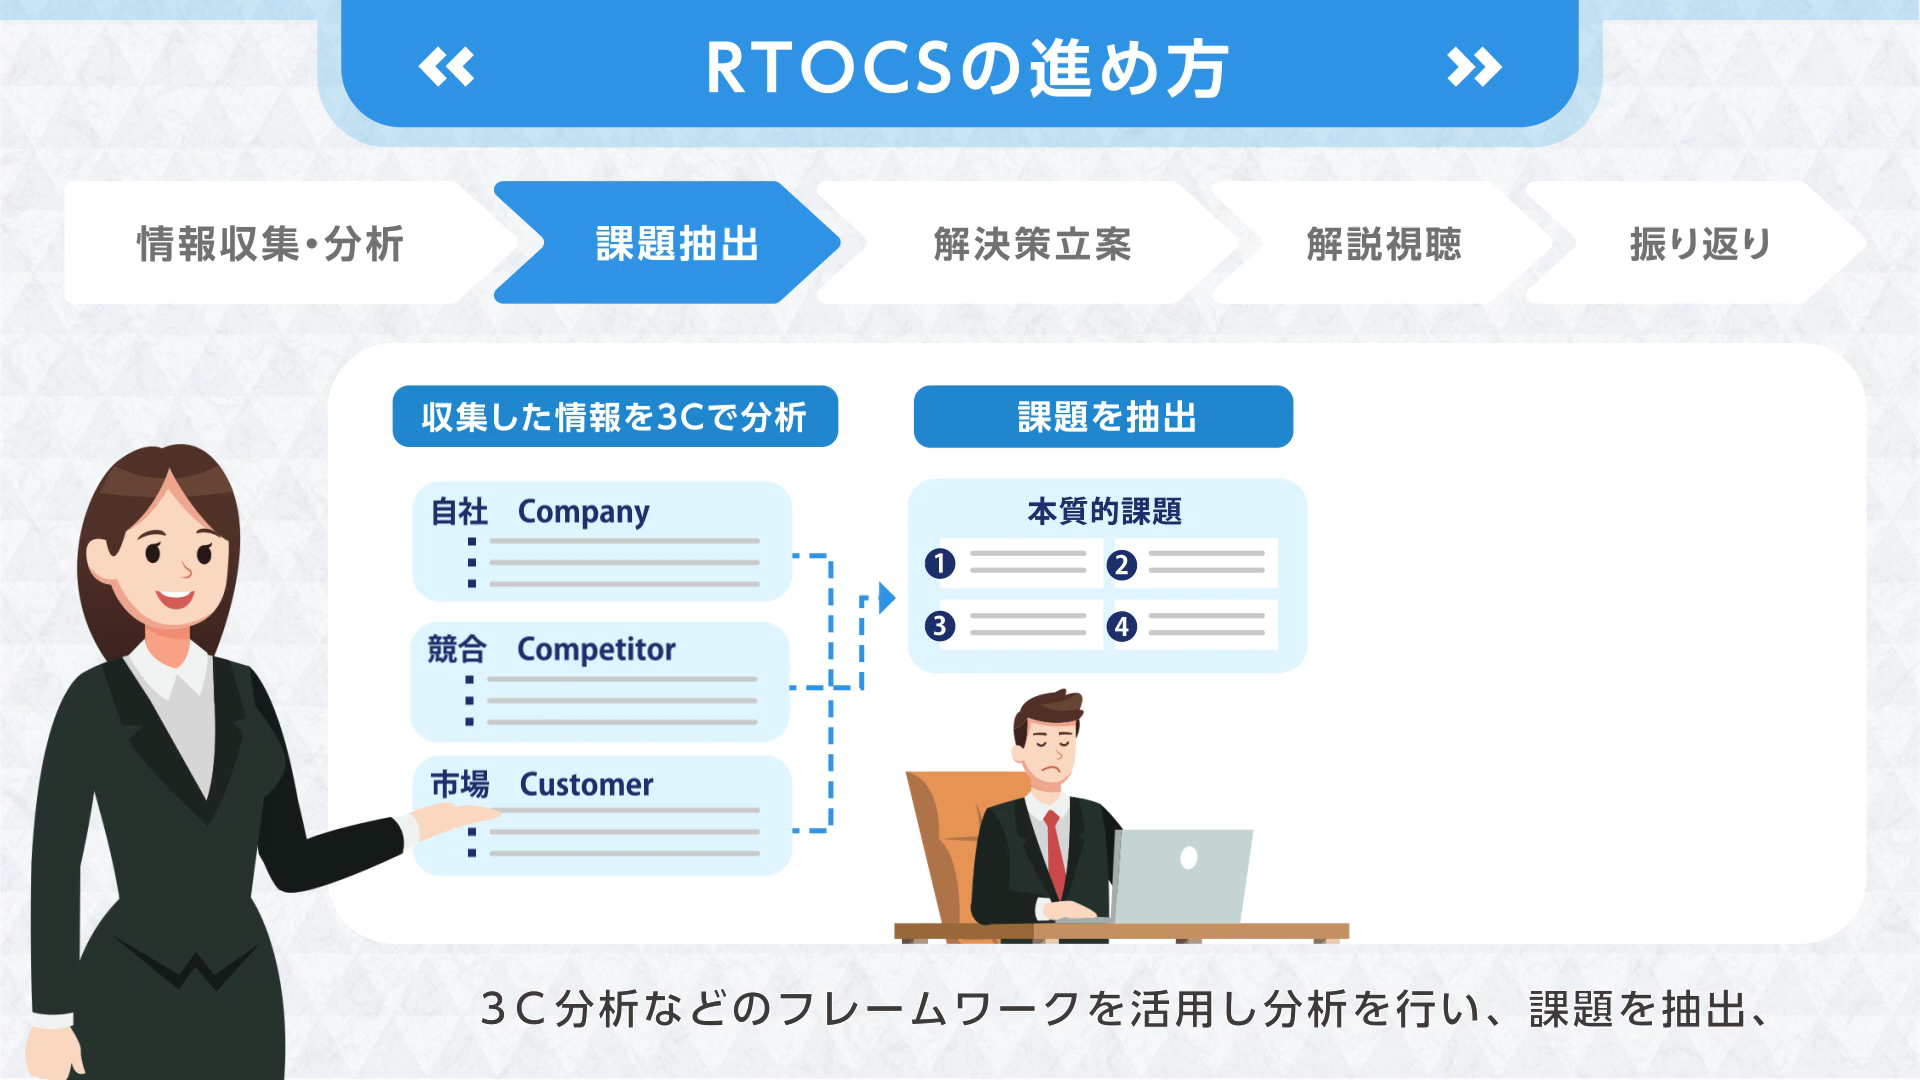 RTOCSの進め方
情報収集・分析
課題抽出
解決策立案
解説視聴
振り返り
収集した情報を3Cで分析
自社 Company
競合 Competitor
市場 Customer
課題を抽出
本質的課題
1
2
3
4
３Ｃ分析などのフレームワークを活用し分析を行い、課題を抽出、